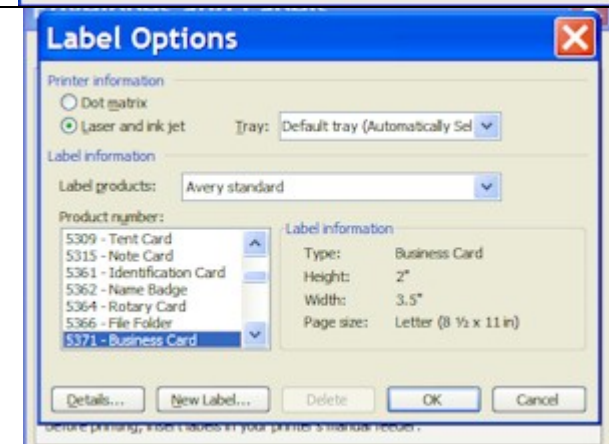 Label Options
Printer information
Dot matrix
Laser and ink jet Tray: Default tray (Automatically Sel
Label information
Label products: Avery standard
Product number:
5309 - Tent Card
5315 - Note Card
5361 - Identification Card
5362 - Name Badge
5364 - Rotary Card
5366 - File Folder
5371 - Business Card
Label information
Type: Business Card
Height: 2"
Width: 3.5"
Page size: Letter (8 ½ x 11 in)
Details... New Label... Delete OK Cancel
Before printing, insert labels in your printer's manual feeder.